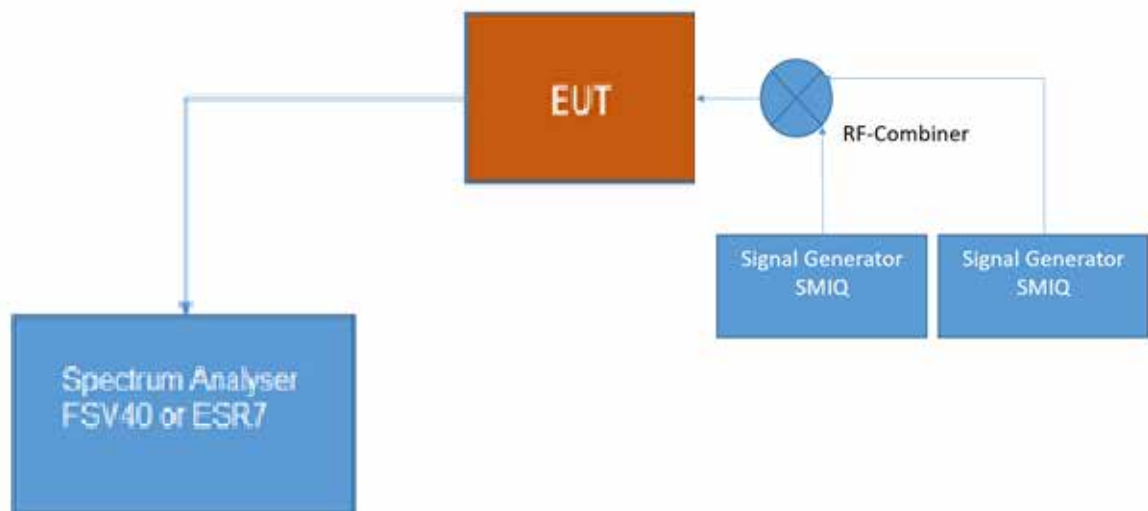 EUT
RF-Combiner
Signal Generator
SMIQ
Signal Generator
SMIQ
Spectrum Analyser
FSV40 or ESR7